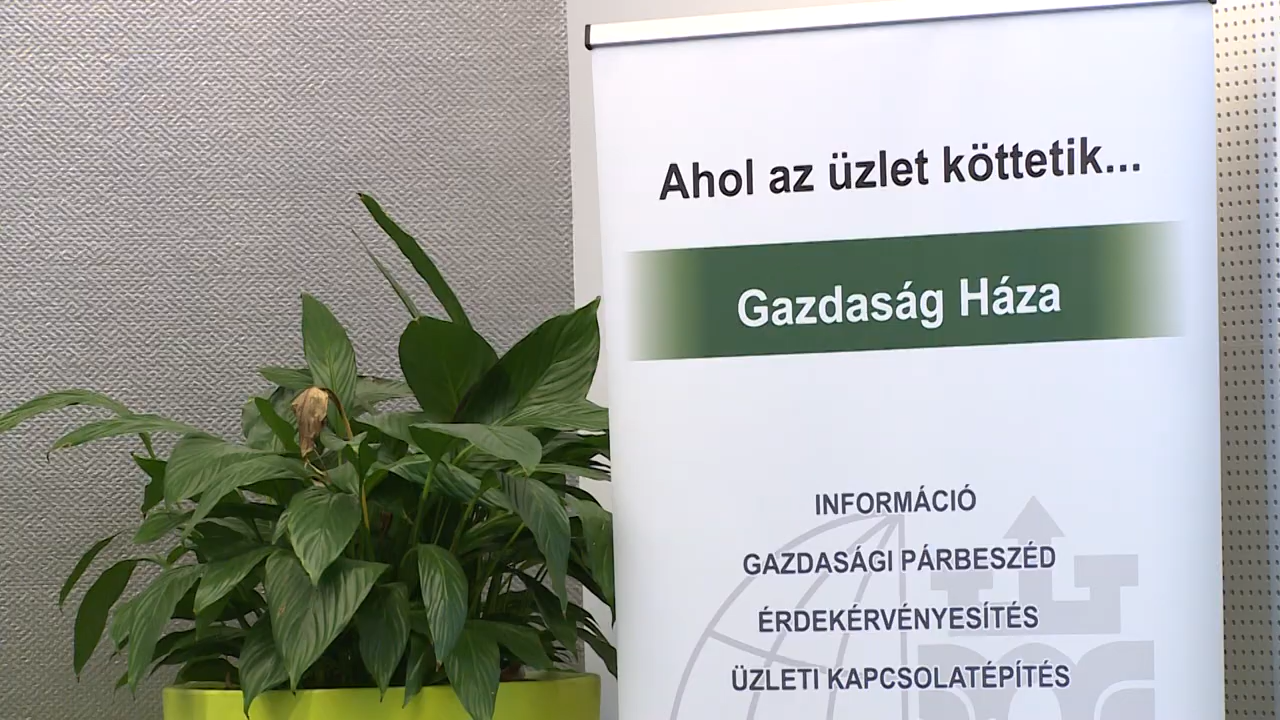 Ahol az üzlet köttetik...
Gazdaság Háza
INFORMÁCIÓ
GAZDASÁGI PÁRBESZÉD
ÉRDEKÉRVÉNYESÍTÉS
ÜZLETI KAPCSOLATÉPÍTÉS